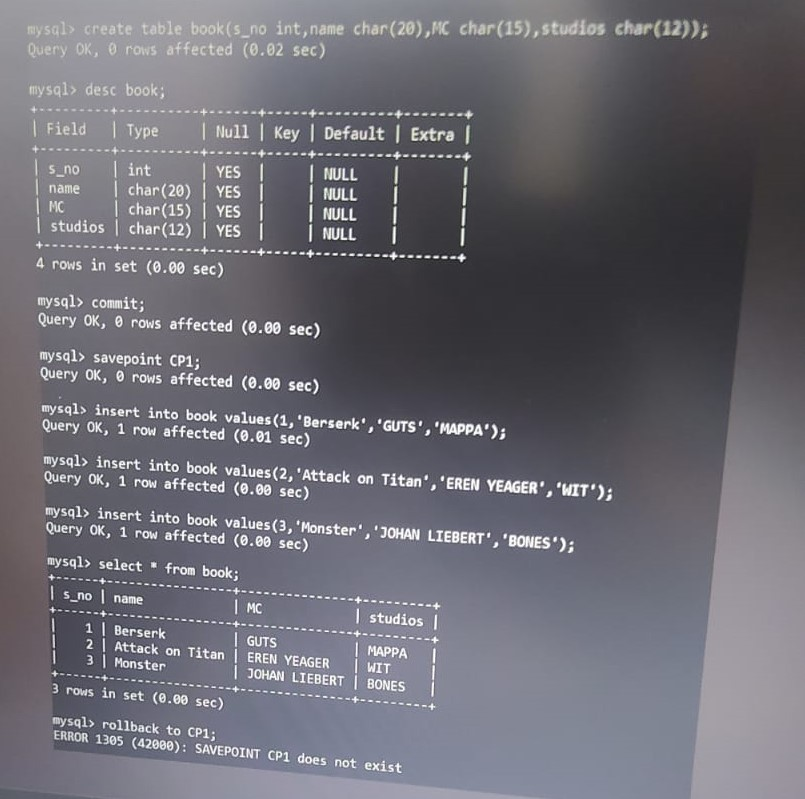 mysql> create table book(s_no int,name char(20),MC char(15),studios char(12));
Query OK, 0 rows affected (0.02 sec)
mysql> desc book;
+---------+----------+------+-----+---------+-------+
| Field | Type | Null | Key | Default | Extra |
+---------+----------+------+-----+---------+-------+
| s_no | int | YES | | NULL | |
| name | char(20) | YES | | NULL | |
| MC | char(15) | YES | | NULL | |
| studios | char(12) | YES | | NULL | |
+---------+----------+------+-----+---------+-------+
4 rows in set (0.00 sec)
mysql> commit;
Query OK, 0 rows affected (0.00 sec)
mysql> savepoint CP1;
Query OK, 0 rows affected (0.00 sec)
mysql> insert into book values(1,'Berserk','GUTS','MAPPA');
Query OK, 1 row affected (0.01 sec)
mysql> insert into book values(2,'Attack on Titan','EREN YEAGER','WIT');
Query OK, 1 row affected (0.00 sec)
mysql> insert into book values(3,'Monster','JOHAN LIEBERT','BONES');
Query OK, 1 row affected (0.00 sec)
mysql> select * from book;
+------+-----------------+---------------+---------+
| s_no | name | MC | studios |
+------+-----------------+---------------+---------+
| 1 | Berserk | GUTS | MAPPA |
| 2 | Attack on Titan | EREN YEAGER | WIT |
| 3 | Monster | JOHAN LIEBERT | BONES |
+------+-----------------+---------------+---------+
3 rows in set (0.00 sec)
mysql> rollback to CP1;
ERROR 1305 (42000): SAVEPOINT CP1 does not exist